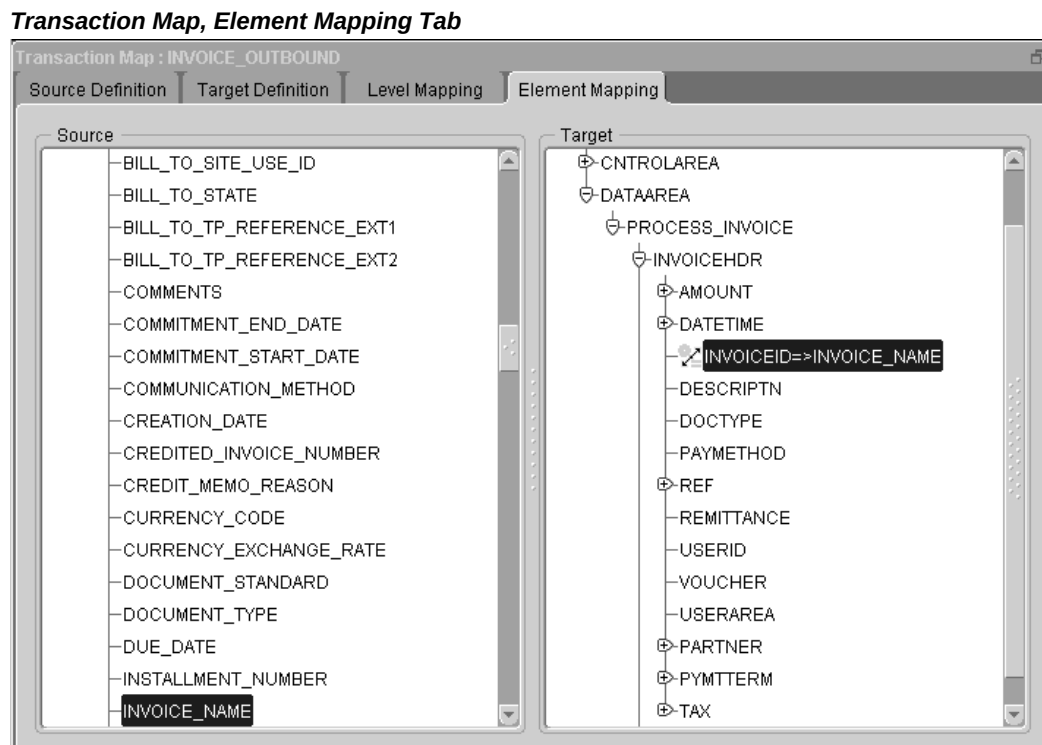 Transaction Map, Element Mapping Tab
Transaction Map : INVOICE_OUTBOUND
Source Definition Target Definition Level Mapping Element Mapping
Source
BILL_TO_SITE_USE_ID
BILL_TO_STATE
BILL_TO_TP_REFERENCE_EXT1
BILL_TO_TP_REFERENCE_EXT2
COMMENTS
COMMITMENT_END_DATE
COMMITMENT_START_DATE
COMMUNICATION_METHOD
CREATION_DATE
CREDITED_INVOICE_NUMBER
CREDIT_MEMO_REASON
CURRENCY_CODE
CURRENCY_EXCHANGE_RATE
DOCUMENT_STANDARD
DOCUMENT_TYPE
DUE_DATE
INSTALLMENT_NUMBER
INVOICE_NAME
Target
CNTROLAREA
DATAAREA
PROCESS_INVOICE
INVOICEHDR
AMOUNT
DATETIME
INVOICEID=>INVOICE_NAME
DESCRIPTN
DOCTYPE
PAYMETHOD
REF
REMITTANCE
USERID
VOUCHER
USERAREA
PARTNER
PYMTTERM
TAX